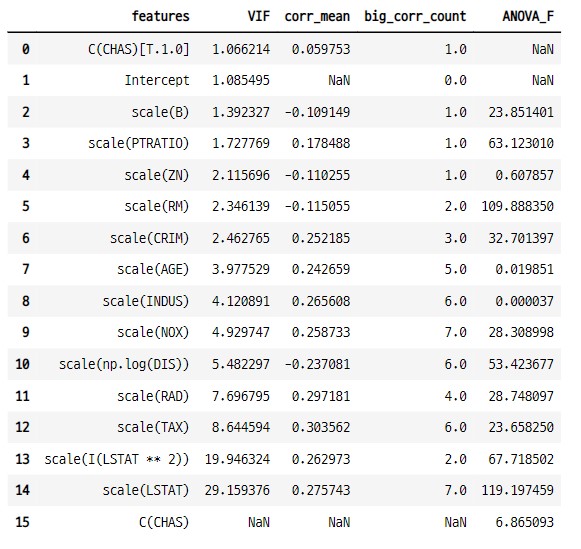 features VIF corr_mean big_corr_count ANOVA_F
0 C(CHAS)[T.1.0] 1.066214 0.059753 1.0 NaN
1 Intercept 1.085495 NaN 0.0 NaN
2 scale(B) 1.392327 -0.109149 1.0 23.851401
3 scale(PTRATIO) 1.727769 0.178488 1.0 63.123010
4 scale(ZN) 2.115696 -0.110255 1.0 0.607857
5 scale(RM) 2.346139 -0.115055 2.0 109.888350
6 scale(CRIM) 2.462765 0.252185 3.0 32.701397
7 scale(AGE) 3.977529 0.242659 5.0 0.019851
8 scale(INDUS) 4.120891 0.265608 6.0 0.000037
9 scale(NOX) 4.929747 0.258733 7.0 28.308998
10 scale(np.log(DIS)) 5.482297 -0.237081 6.0 53.423677
11 scale(RAD) 7.696795 0.297181 4.0 28.748097
12 scale(TAX) 8.644594 0.303562 6.0 23.658250
13 scale(I(LSTAT ** 2)) 19.946324 0.262973 2.0 67.718502
14 scale(LSTAT) 29.159376 0.275743 7.0 119.197459
15 C(CHAS) NaN NaN NaN 6.865093